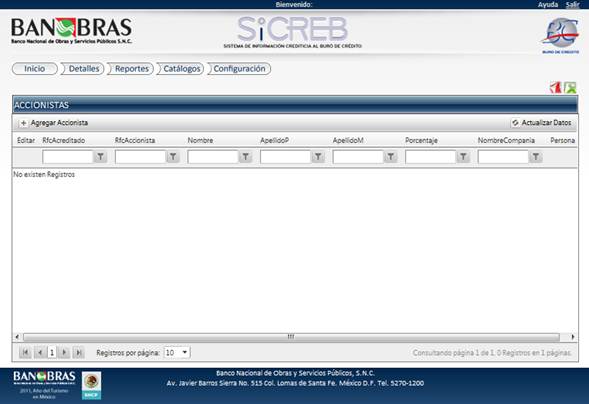 Bienvenido:
Ayuda Salir
BANOBRAS
Banco Nacional de Obras y Servicios Públicos S.N.C.
SiCREB
SISTEMA DE INFORMACIÓN CREDITICIA AL BURO DE CRÉDITO
BURO DE CREDITO
Inicio Detalles Reportes Catálogos Configuración
ACCIONISTAS
Agregar Accionista Actualizar Datos
Editar RfcAcreditado RfcAccionista Nombre ApellidoP ApellidoM Porcentaje NombreCompania Persona
No existen Registros
1 Registros por página: 10 Consultando página 1 de 1, 0 Registros en 1 páginas.
BANOBRAS
2011, Año del Turismo
en México
SHCP
Banco Nacional de Obras y Servicios Públicos, S.N.C.
Av. Javier Barros Sierra No. 515 Col. Lomas de Santa Fe, México D.F. Tel. 5270-1200